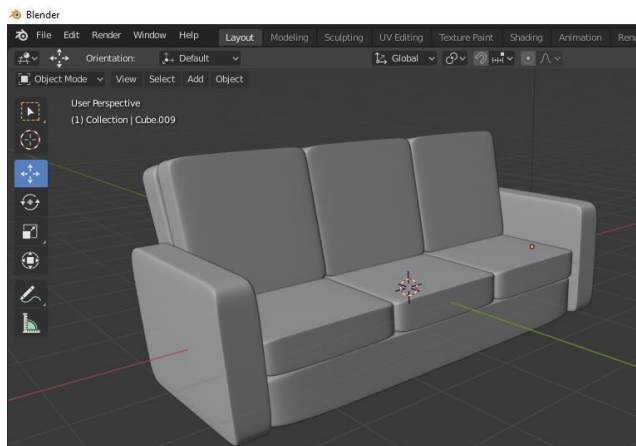 Blender
File Edit Render Window Help Layout Modeling Sculpting UV Editing Texture Paint Shading Animation Ren
Orientation: Default Global
Object Mode View Select Add Object
User Perspective
(1) Collection | Cube.009